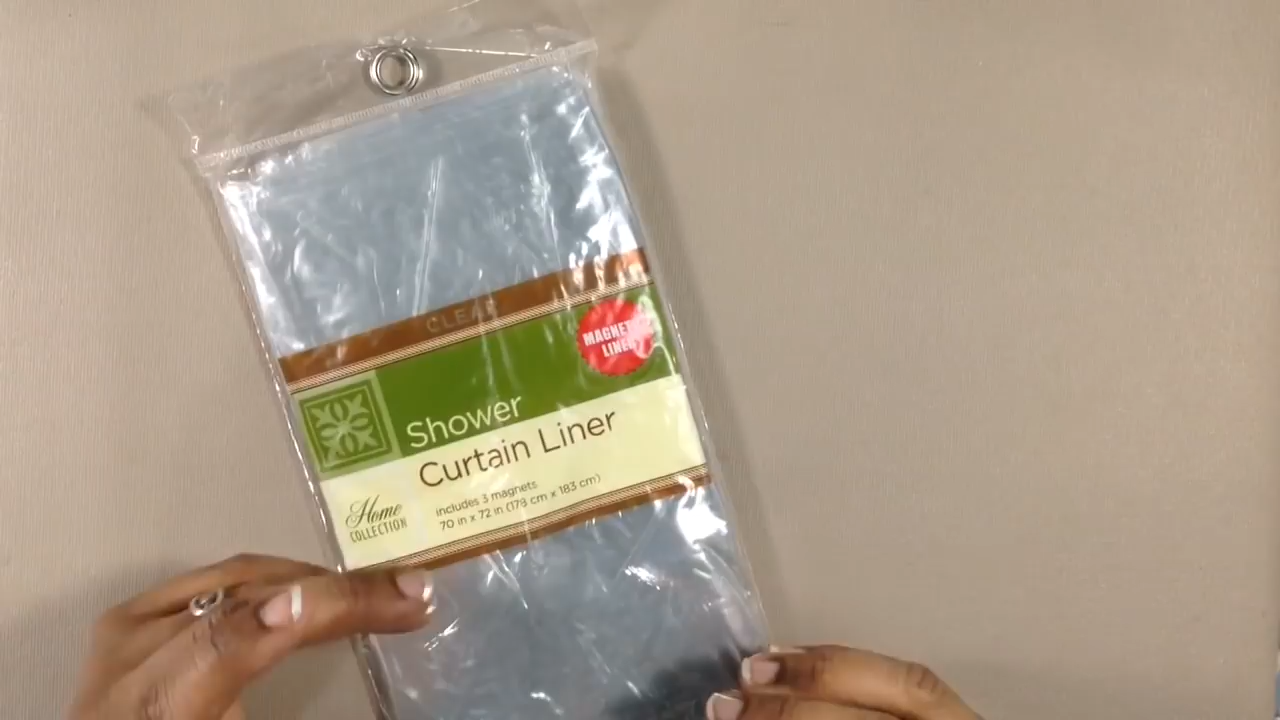 CLEAR
MAGNETIC
LINER
Shower
Curtain Liner
includes 3 magnets
70 in x 72 in (178 cm x 183 cm)
Home
COLLECTION